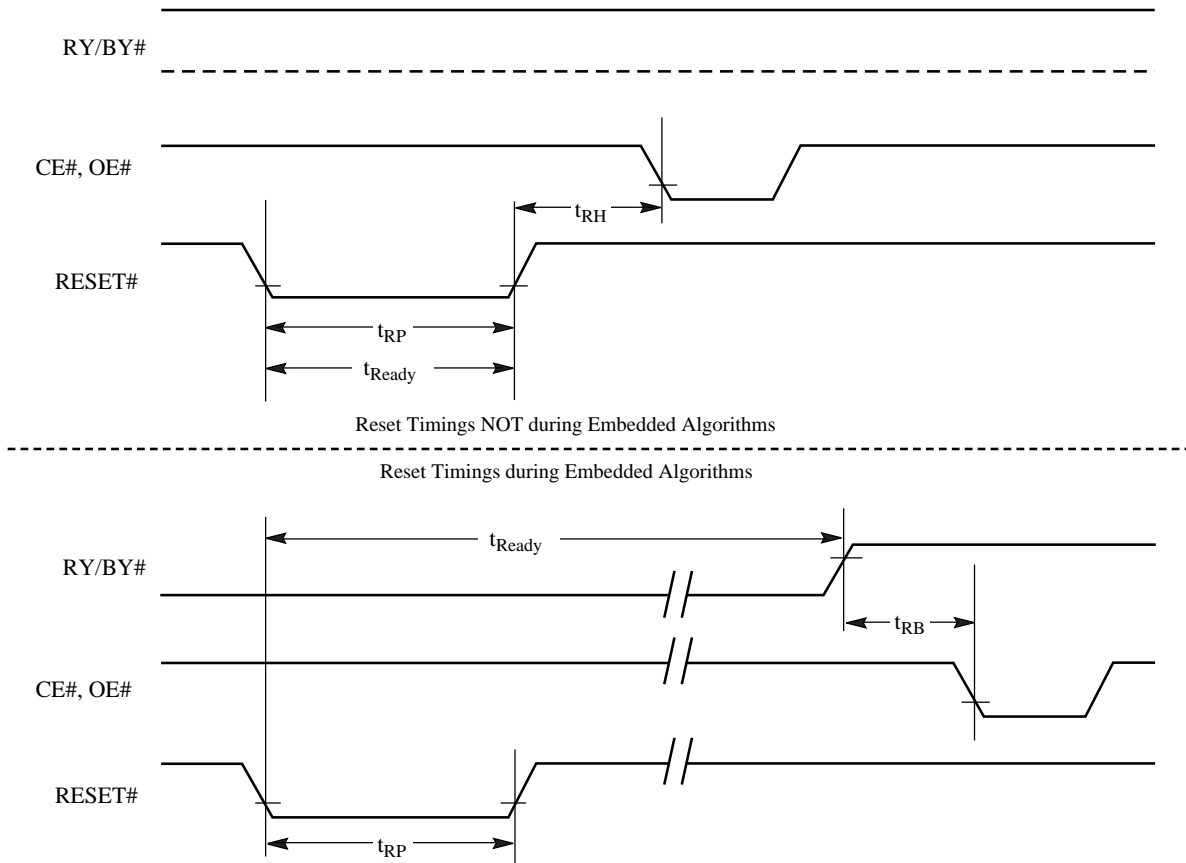 RY/BY#
CE#, OE#
tRH
RESET#
tRP
tReady
Reset Timings NOT during Embedded Algorithms
Reset Timings during Embedded Algorithms
tReady
RY/BY#
tRB
CE#, OE#
RESET#
tRP